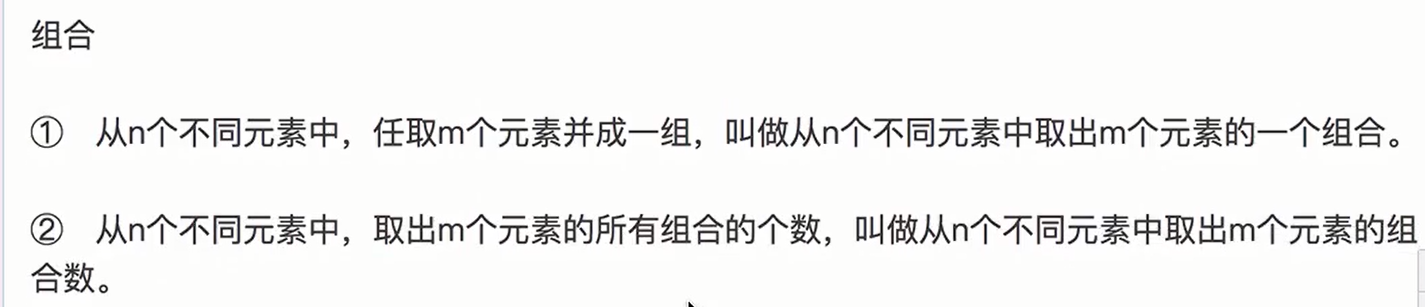 组合
① 从n个不同元素中，任取m个元素并成一组，叫做从n个不同元素中取出m个元素的一个组合。
② 从n个不同元素中，取出m个元素的所有组合的个数，叫做从n个不同元素中取出m个元素的组
合数。